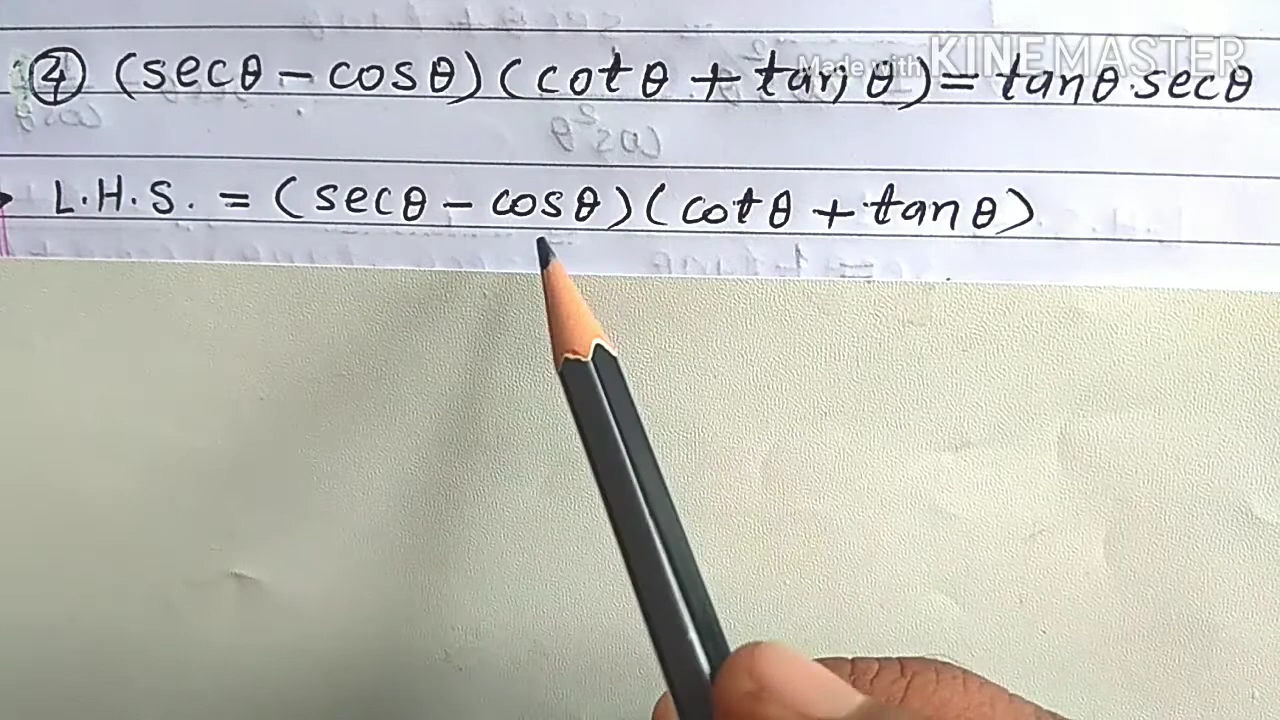 ④ (secθ - cosθ) (cotθ + tanθ) = tanθ.secθ
Made with KINEMASTER
L.H.S. = (secθ - cosθ) (cotθ + tanθ)